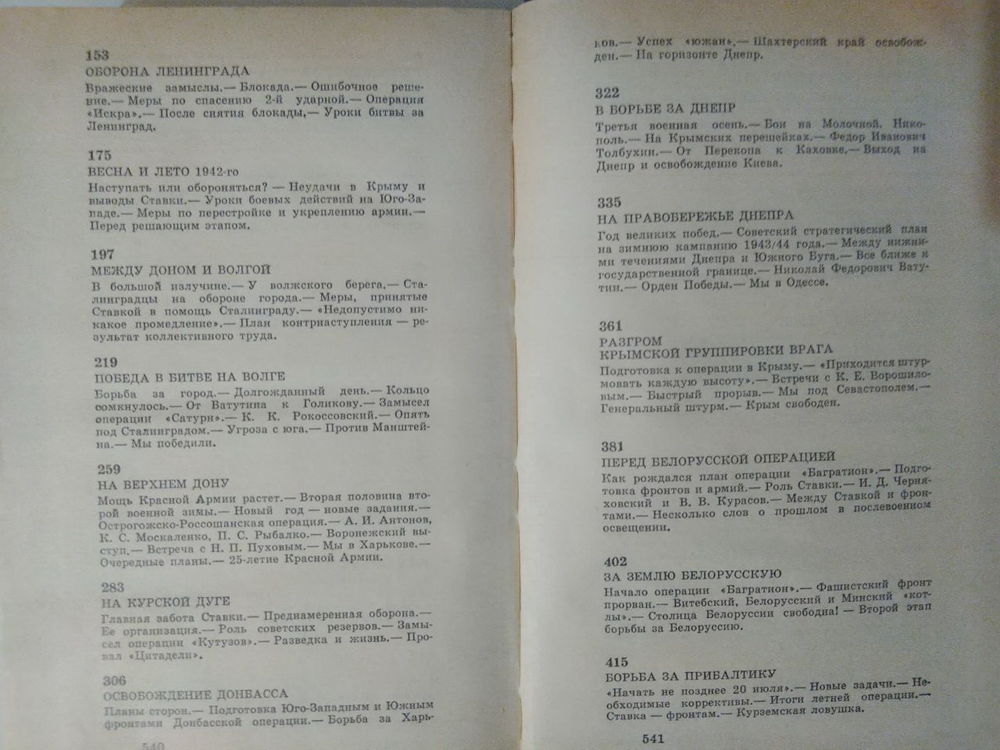 153
ОБОРОНА ЛЕНИНГРАДА
Вражеские замыслы.— Блокада.— Ошибочное реше-
ние.— Меры по спасению 2-й ударной.— Операция
«Искра».— После снятия блокады.— Уроки битвы за
Ленинград.
175
ВЕСНА И ЛЕТО 1942-го
Наступать или обороняться? — Неудачи в Крыму и
выводы Ставки.— Уроки боевых действий на Юго-За-
паде.— Меры по перестройке и укреплению армии.—
Перед решающим этапом.
197
МЕЖДУ ДОНОМ И ВОЛГОЙ
В большой излучине.— У волжского берега.— Ста-
линградцы на обороне города.— Меры, принятые
Ставкой в помощь Сталинграду.— «Недопустимо ни-
какое промедление».— План контрнаступления — ре-
зультат коллективного труда.
219
ПОБЕДА В БИТВЕ НА ВОЛГЕ
Борьба за город.— Долгожданный день.— Кольцо
сомкнулось.— От Ватутина к Голикову.— Замысел
операции «Сатурн».— К. К. Рокоссовский.— Опять
под Сталинградом.— Угроза с юга.— Против Манштей-
на.— Мы победили.
259
НА ВЕРХНЕМ ДОНУ
Мощь Красной Армии растет.— Вторая половина вто-
рой военной зимы.— Новый год — новые задания.—
Острогожско-Россошанская операция.— А. И. Антонов,
К. С. Москаленко, П. С. Рыбалко.— Воронежский вы-
ступ.— Встреча с Н. П. Пуховым.— Мы в Харькове.—
Очередные планы.— 25-летие Красной Армии.
283
НА КУРСКОЙ ДУГЕ
Главная забота Ставки.— Преднамеренная оборона.—
Ее организация.— Роль советских резервов.— Замы-
сел операции «Кутузов».— Разведка и жизнь.— Про-
вал «Цитадели».
306
ОСВОБОЖДЕНИЕ ДОНБАССА
Планы сторон.— Подготовка Юго-Западным и Южным
фронтами Донбасской операции.— Борьба за Харь-
540
ков.— Успех «южан».— Шахтерский край освобож-
ден.— На горизонте Днепр.
322
В БОРЬБЕ ЗА ДНЕПР
Третья военная осень.— Бои на Молочной. Нико-
поль.— На Крымских перешейках.— Федор Иванович
Толбухин.— От Перекопа к Каховке.— Выход на
Днепр и освобождение Киева.
335
НА ПРАВОБЕРЕЖЬЕ ДНЕПРА
Год великих побед.— Советский стратегический план
на зимнюю кампанию 1943/44 года.— Между нижни-
ми течениями Днепра и Южного Буга.— Все ближе к
государственной границе.— Николай Федорович Вату-
тин.— Орден Победы.— Мы в Одессе.
361
РАЗГРОМ
КРЫМСКОЙ ГРУППИРОВКИ ВРАГА
Подготовка к операции в Крыму.— «Приходится штур-
мовать каждую высоту».— Встречи с К. Е. Ворошило-
вым.— Быстрый прорыв.— Мы под Севастополем.—
Генеральный штурм.— Крым свободен.
381
ПЕРЕД БЕЛОРУССКОЙ ОПЕРАЦИЕЙ
Как рождался план операции «Багратион».— Подго-
товка фронтов и армий.— Роль Ставки.— И. Д. Черня-
ховский и В. В. Курасов.— Между Ставкой и фрон-
тами.— Несколько слов о прошлом в послевоенном
освещении.
402
ЗА ЗЕМЛЮ БЕЛОРУССКУЮ
Начало операции «Багратион».— Фашистский фронт
прорван.— Витебский, Белорусский и Минский «кот-
лы».— Столица Белоруссии свободна! — Второй этап
борьбы за Белоруссию.
415
БОРЬБА ЗА ПРИБАЛТИКУ
«Начать не позднее 20 июля».— Новые задачи.— Не-
обходимые коррективы.— Итоги летней операции.—
Ставка — фронтам.— Курземская ловушка.
541